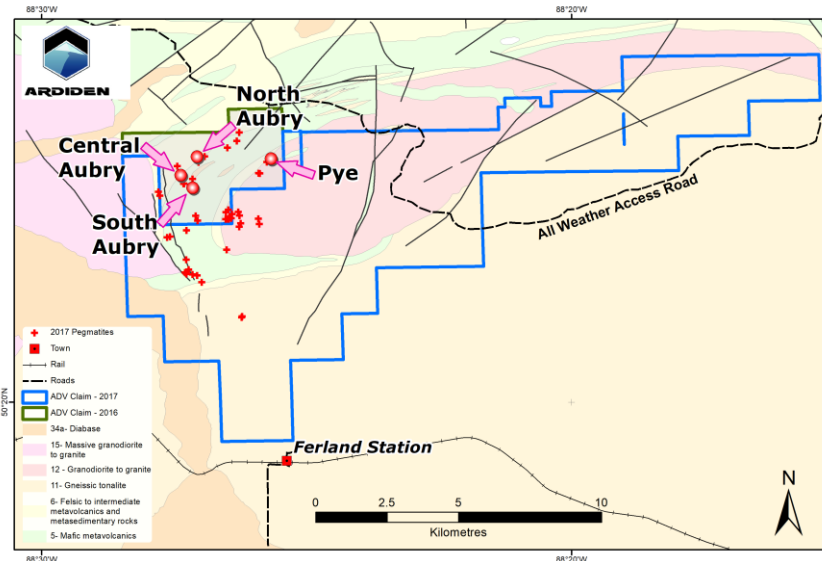 88°30'W
88°20'W
ARDIDEN
North
Aubry
Central
Aubry
Pye
South
Aubry
All Weather Access Road
2017 Pegmatites
Town
Rail
Roads
ADV Claim - 2017
ADV Claim - 2016
34a- Diabase
15- Massive granodiorite
to granite
12 - Granodiorite to granite
11- Gneissic tonalite
6- Felsic to intermediate
metavolcanics and
metasedimentary rocks
5- Mafic metavolcanics
50°20'N
50°20'N
Ferland Station
0 2.5 5 10
Kilometres
N
88°30'W
88°20'W